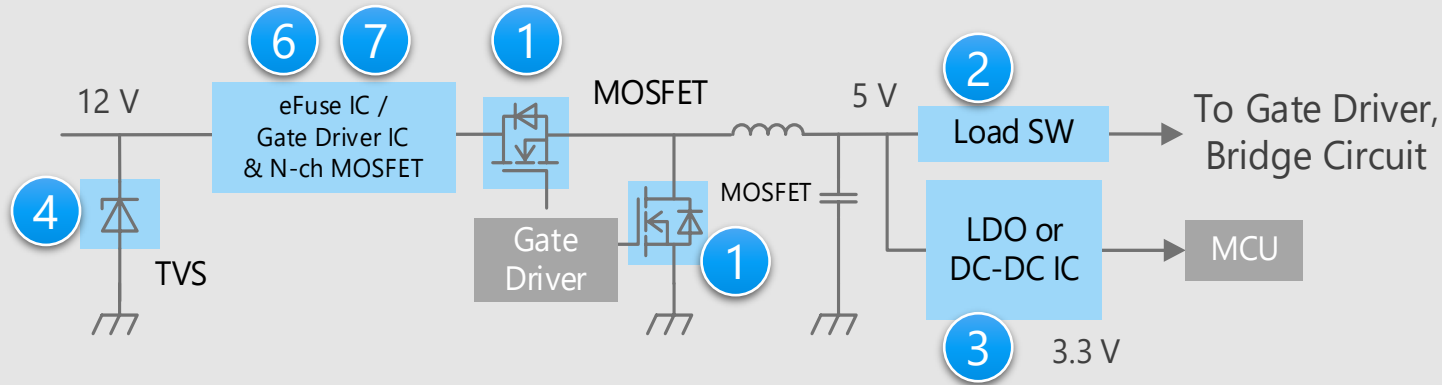 6
7
1
2
12 V
eFuse IC /
Gate Driver IC
& N-ch MOSFET
MOSFET
5 V
Load SW
To Gate Driver,
Bridge Circuit
4
TVS
Gate
Driver
MOSFET
1
LDO or
DC-DC IC
MCU
3
3.3 V